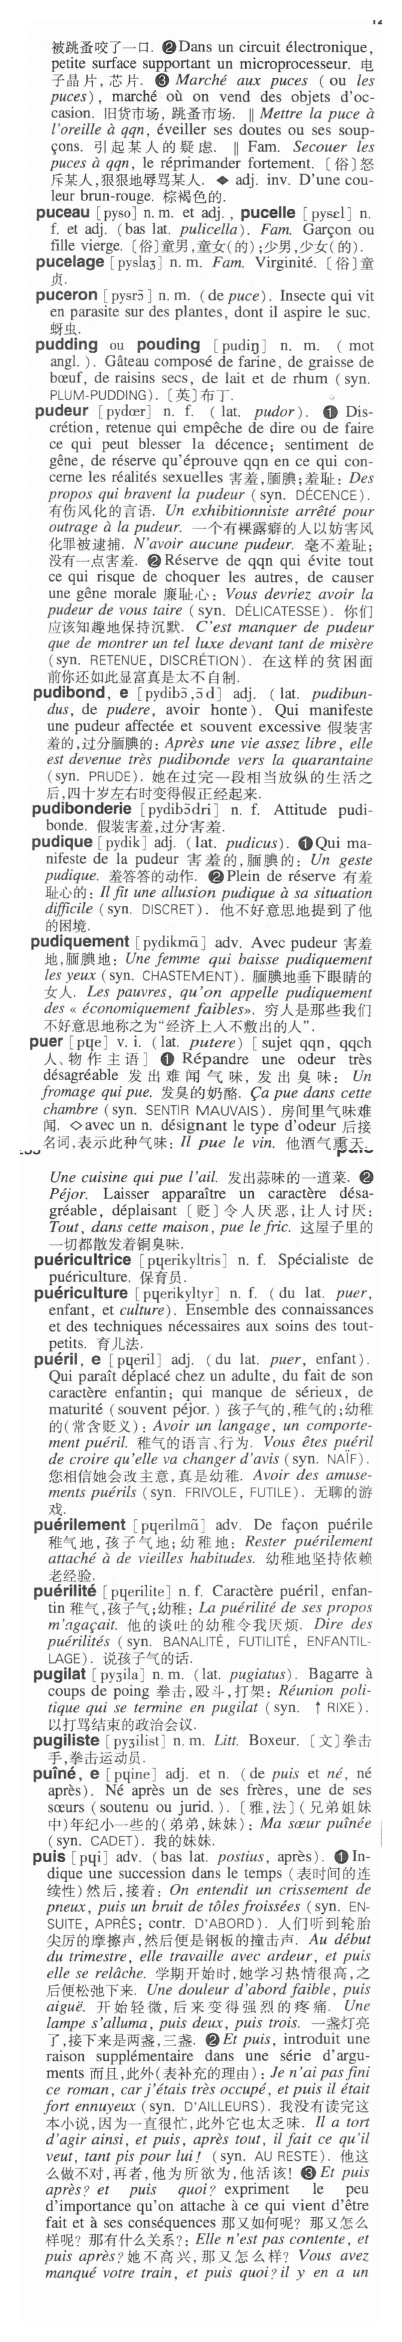 被跳蚤咬了一口. ❷Dans un circuit électronique,
petite surface supportant un microprocesseur. 电
子晶片, 芯片. ❸ Marché aux puces (ou les
puces), marché où on vend des objets d'oc-
casion. 旧货市场, 跳蚤市场. ‖ Mettre la puce à
l'oreille à qqn, éveiller ses doutes ou ses soup-
çons. 引起某人的疑虑. ‖ Fam. Secouer les
puces à qqn, le réprimander fortement. 〔俗〕怒
斥某人,狠狠地辱骂某人. ◆ adj. inv. D'une cou-
leur brun-rouge. 棕褐色的.
puceau [pyso] n. m. et adj., pucelle [pysɛl] n.
f. et adj. (bas lat. pulicella). Fam. Garçon ou
fille vierge. 〔俗〕童男,童女(的);少男,少女(的).
pucelage [pyslaʒ] n. m. Fam. Virginité. 〔俗〕童
贞.
puceron [pysrɔ̃] n. m. (de puce). Insecte qui vit
en parasite sur des plantes, dont il aspire le suc.
蚜虫.
pudding ou pouding [pudiŋ] n. m. (mot
angl.). Gâteau composé de farine, de graisse de
bœuf, de raisins secs, de lait et de rhum (syn.
PLUM-PUDDING). 〔英〕布丁.
pudeur [pydœr] n. f. (lat. pudor). ❶ Dis-
crétion, retenue qui empêche de dire ou de faire
ce qui peut blesser la décence; sentiment de
gêne, de réserve qu'éprouve qqn en ce qui con-
cerne les réalités sexuelles 害羞,腼腆;羞耻: Des
propos qui bravent la pudeur (syn. DÉCENCE).
有伤风化的言语. Un exhibitionniste arrêté pour
outrage à la pudeur. 一个有裸露癖的人以妨害风
化罪被逮捕. N'avoir aucune pudeur. 毫不羞耻;
没有一点害羞. ❷Réserve de qqn qui évite tout
ce qui risque de choquer les autres, de causer
une gêne morale 廉耻心: Vous devriez avoir la
pudeur de vous taire (syn. DÉLICATESSE). 你们
应该知趣地保持沉默. C'est manquer de pudeur
que de montrer un tel luxe devant tant de misère
(syn. RETENUE, DISCRÉTION). 在这样的贫困面
前你还如此显富真是太不自制.
pudibond, e [pydibɔ̃,ɔ̃d] adj. (lat. pudibun-
dus, de pudere, avoir honte). Qui manifeste
une pudeur affectée et souvent excessive 假装害
羞的,过分腼腆的: Après une vie assez libre, elle
est devenue très pudibonde vers la quarantaine
(syn. PRUDE). 她在过完一段相当放纵的生活之
后,四十岁左右时变得假正经起来.
pudibonderie [pydibɔ̃dri] n. f. Attitude pudi-
bonde. 假装害羞,过分害羞.
pudique [pydik] adj. (lat. pudicus). ❶Qui ma-
nifeste de la pudeur 害羞的,腼腆的: Un geste
pudique. 羞答答的动作. ❷Plein de réserve 有羞
耻心的: Il fit une allusion pudique à sa situation
difficile (syn. DISCRET). 他不好意思地提到了他
的困境.
pudiquement [pydikmɑ̃] adv. Avec pudeur 害羞
地,腼腆地: Une femme qui baisse pudiquement
les yeux (syn. CHASTEMENT). 腼腆地垂下眼睛的
女人. Les pauvres, qu'on appelle pudiquement
des « économiquement faibles». 穷人是那些我们
不好意思地称之为“经济上入不敷出的人”.
puer [pɥe] v. i. (lat. putere) [sujet qqn, qqch
人、物作主语] ❶ Répandre une odeur très
désagréable 发出难闻气味, 发出臭味: Un
fromage qui pue. 发臭的奶酪. Ça pue dans cette
chambre (syn. SENTIR MAUVAIS). 房间里气味难
闻. ◇avec un n. désignant le type d'odeur 后接
名词,表示此种气味: Il pue le vin. 他酒气熏天.
Une cuisine qui pue l'ail. 发出蒜味的一道菜. ❷
Péjor. Laisser apparaître un caractère désa-
gréable, déplaisant 〔贬〕令人厌恶,让人讨厌:
Tout, dans cette maison, pue le fric. 这屋子里的
一切都散发着铜臭味.
puéricultrice [pɥerikyltris] n. f. Spécialiste de
puériculture. 保育员.
puériculture [pɥerikyltyr] n. f. (du lat. puer,
enfant, et culture). Ensemble des connaissances
et des techniques nécessaires aux soins des tout-
petits. 育儿法.
puéril, e [pɥeril] adj. (du lat. puer, enfant).
Qui paraît déplacé chez un adulte, du fait de son
caractère enfantin; qui manque de sérieux, de
maturité (souvent péjor.) 孩子气的,稚气的;幼稚
的(常含贬义): Avoir un langage, un comporte-
ment puéril. 稚气的语言、行为. Vous êtes puéril
de croire qu'elle va changer d'avis (syn. NAÏF).
您相信她会改主意,真是幼稚. Avoir des amuse-
ments puérils (syn. FRIVOLE, FUTILE). 无聊的游
戏.
puérilement [pɥerilmɑ̃] adv. De façon puérile
稚气地, 孩子气地; 幼稚地: Rester puérilement
attaché à de vieilles habitudes. 幼稚地坚持依赖
老经验.
puérilité [pɥerilite] n. f. Caractère puéril, enfan-
tin 稚气,孩子气;幼稚: La puérilité de ses propos
m'agaçait. 他的谈吐的幼稚令我厌烦. Dire des
puérilités (syn. BANALITÉ, FUTILITÉ, ENFANTIL-
LAGE). 说孩子气的话.
pugilat [pyʒila] n. m. (lat. pugiatus). Bagarre à
coups de poing 拳击,殴斗,打架: Réunion poli-
tique qui se termine en pugilat (syn. ↑ RIXE).
以打骂结束的政治会议.
pugiliste [pyʒilist] n. m. Litt. Boxeur. 〔文〕拳击
手,拳击运动员.
puîné, e [pɥine] adj. et n. (de puis et né, né
après). Né après un de ses frères, une de ses
sœurs (soutenu ou jurid.). 〔雅,法〕(兄弟姐妹
中)年纪小一些的(弟弟,妹妹): Ma sœur puînée
(syn. CADET). 我的妹妹.
puis [pɥi] adv. (bas lat. postius, après). ❶In-
dique une succession dans le temps (表时间的连
续性)然后,接着: On entendit un crissement de
pneus, puis un bruit de tôles froissées (syn. EN-
SUITE, APRÈS; contr. D'ABORD). 人们听到轮胎
尖厉的摩擦声,然后便是钢板的撞击声. Au début
du trimestre, elle travaille avec ardeur, et puis
elle se relâche. 学期开始时,她学习热情很高,之
后便松弛下来. Une douleur d'abord faible, puis
aiguë. 开始轻微,后来变得强烈的疼痛. Une
lampe s'alluma, puis deux, puis trois. 一盏灯亮
了,接下来是两盏,三盏. ❷Et puis, introduit une
raison supplémentaire dans une série d'argu-
ments 而且,此外(表补充的理由): Je n'ai pas fini
ce roman, car j'étais très occupé, et puis il était
fort ennuyeux (syn. D'AILLEURS). 我没有读完这
本小说,因为一直很忙,此外它也太乏味. Il a tort
d'agir ainsi, et puis, après tout, il fait ce qu'il
veut, tant pis pour lui! (syn. AU RESTE). 他这
么做不对,再者,他为所欲为,他活该! ❸Et puis
après? et puis quoi? expriment le peu
d'importance qu'on attache à ce qui vient d'être
fait et à ses conséquences 那又如何呢? 那又怎么
样呢? 那有什么关系?: Elle n'est pas contente, et
puis après? 她不高兴,那又怎么样? Vous avez
manqué votre train, et puis quoi? il y en a un